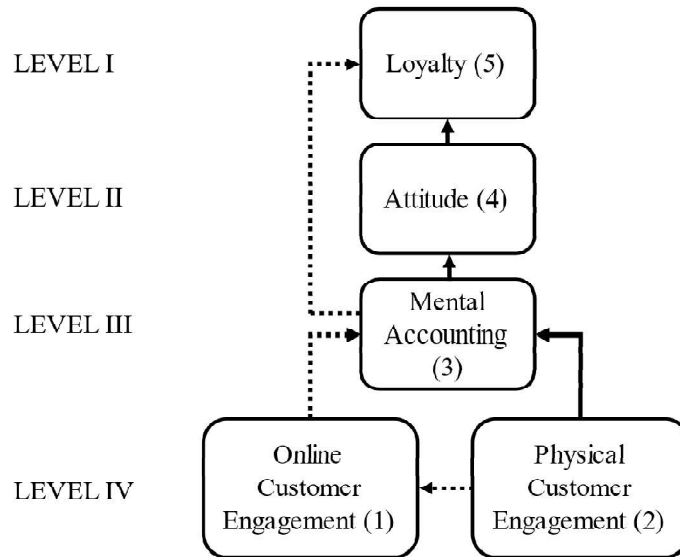 LEVEL I
Loyalty (5)
LEVEL II
Attitude (4)
LEVEL III
Mental
Accounting
(3)
LEVEL IV
Online
Customer
Engagement (1)
Physical
Customer
Engagement (2)